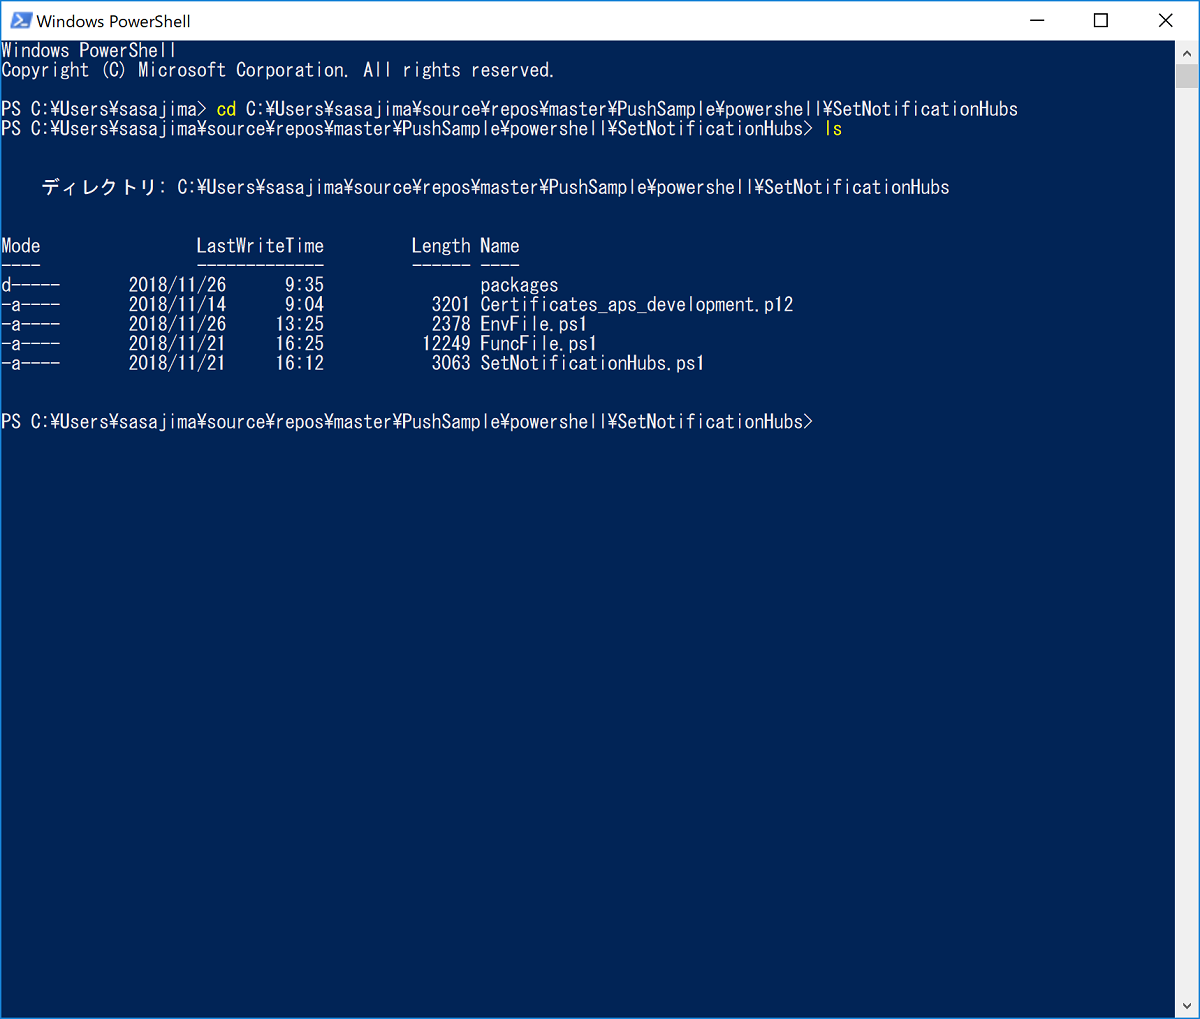 Windows PowerShell
Windows PowerShell
Copyright (C) Microsoft Corporation. All rights reserved.
PS C:¥Users¥sasajima> cd C:¥Users¥sasajima¥source¥repos¥master¥PushSample¥powershell¥SetNotificationHubs
PS C:¥Users¥sasajima¥source¥repos¥master¥PushSample¥powershell¥SetNotificationHubs> ls
ディレクトリ: C:¥Users¥sasajima¥source¥repos¥master¥PushSample¥powershell¥SetNotificationHubs
Mode                LastWriteTime         Length Name
----                -------------         ------ ----
d-----       2018/11/26      9:35                packages
-a----       2018/11/14      9:04           3201 Certificates_aps_development.p12
-a----       2018/11/26     13:25           2378 EnvFile.ps1
-a----       2018/11/21     16:25          12249 FuncFile.ps1
-a----       2018/11/21     16:12           3063 SetNotificationHubs.ps1
PS C:¥Users¥sasajima¥source¥repos¥master¥PushSample¥powershell¥SetNotificationHubs>